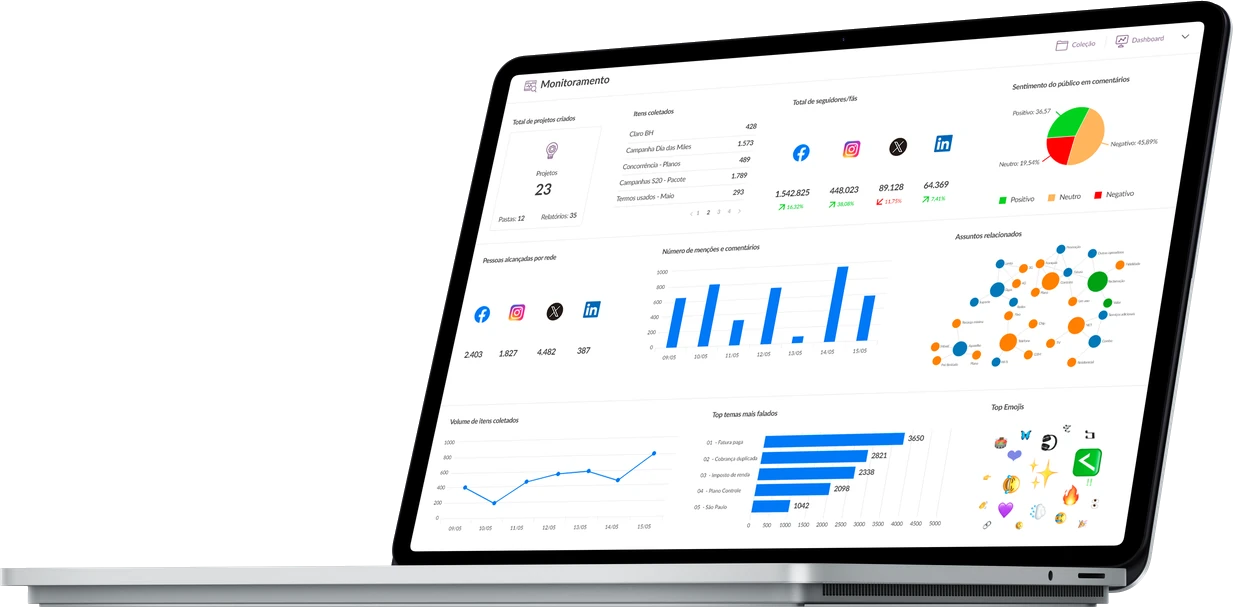 Monitoramento
Coleção
Dashboard
Total de projetos criados
Projetos
23
Pastas: 12
Relatórios: 35
Itens coletados
Claro BH 428
Campanha Dia das Mães 1.573
Concorrência - Planos 489
Campanhas S20 - Pacote 1.789
Termos usados - Maio 293
‹ 1 2 3 4 ›
Total de seguidores/fãs
1.542.825 448.023 89.128 64.369
16,32% 38,08% 11,75% 7,41%
Sentimento do público em comentários
Positivo: 36,57
Negativo: 45,89%
Neutro: 19,54%
Positivo Neutro Negativo
Pessoas alcançadas por rede
2.403 1.827 4.482 387
Número de menções e comentários
1000
800
600
400
200
0
09/05 10/05 11/05 12/05 13/05 14/05 15/05
Assuntos relacionados
Volume de itens coletados
1000
800
600
400
200
0
09/05 10/05 11/05 12/05 13/05 14/05 15/05
Top temas mais falados
01 - Fatura paga 3650
02 - Cobrança duplicada 2821
03 - Imposto de renda 2338
04 - Plano Controle 2098
05 - São Paulo 1042
0 500 1000 1500 2000 2500 3000 3500 4000 4500 5000
Top Emojis